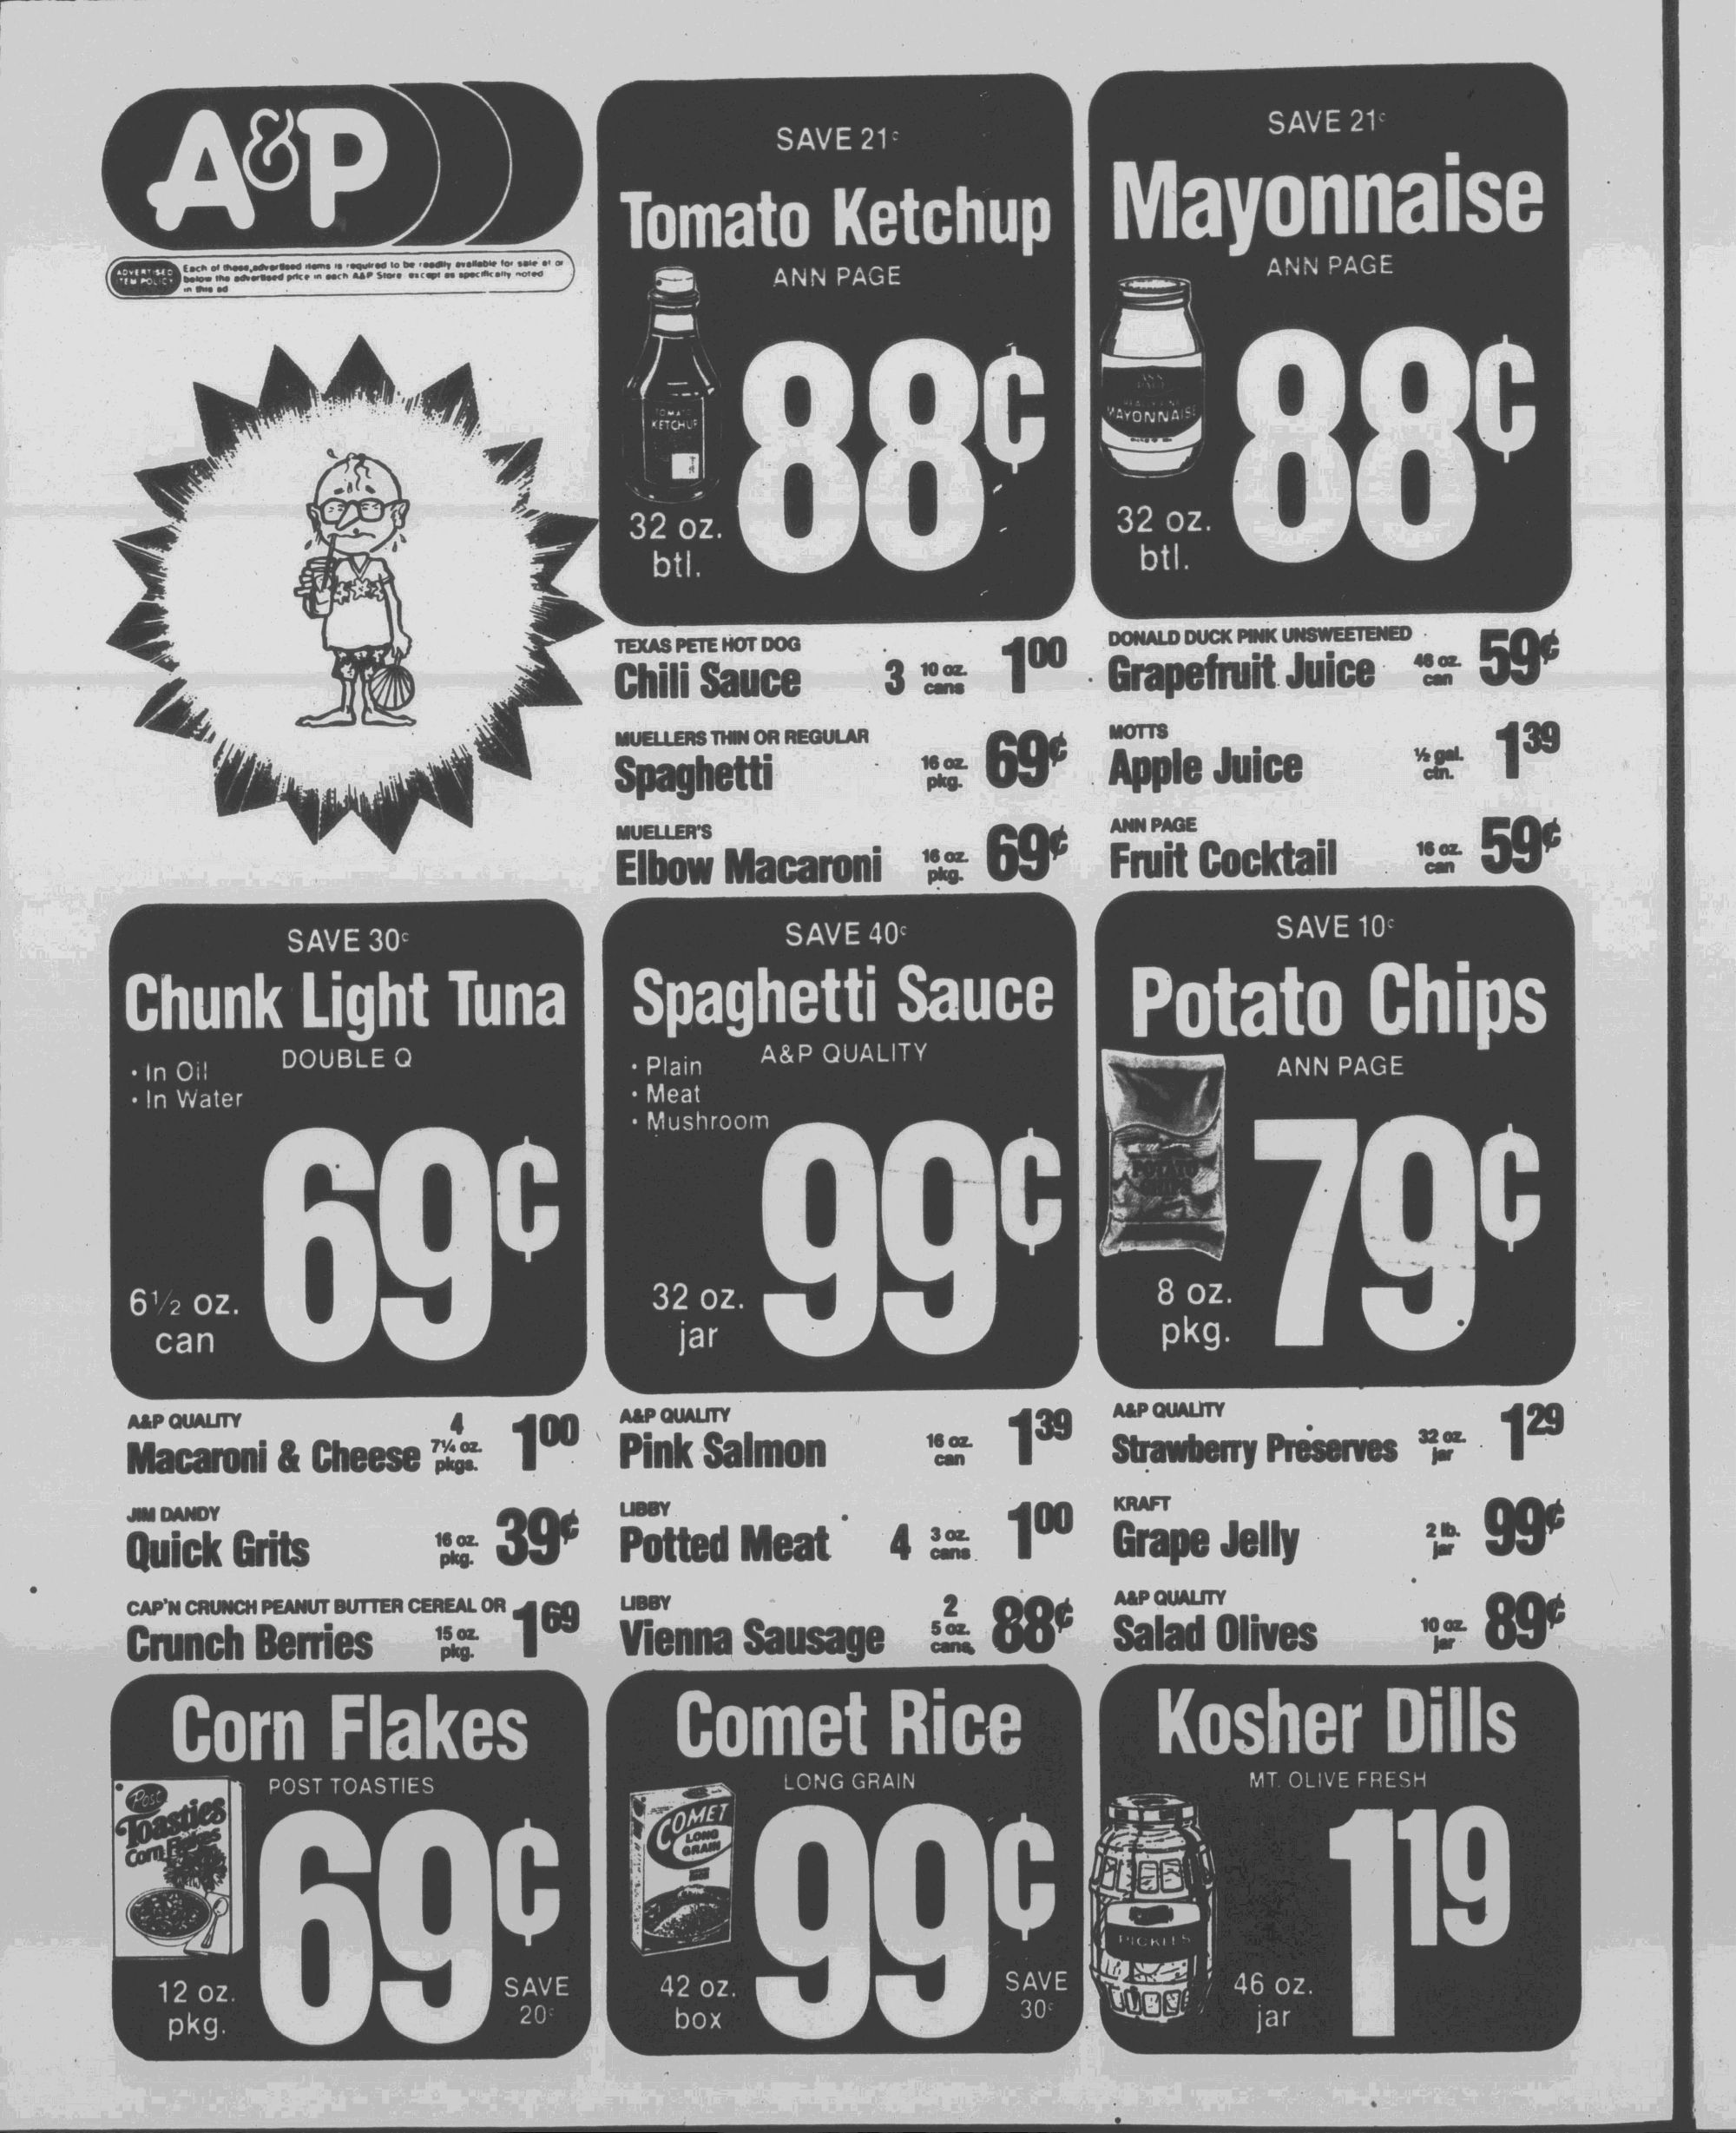 A&P
ADVERTISED
ITEM POLICY
Each of these advertised items is required to be readily available for sale at or
below the advertised price in each A&P Store except as specifically noted
in this ad
SAVE 21¢
Tomato Ketchup
ANN PAGE
TOMATO
KETCHUP
88¢
32 oz.
btl.
SAVE 21¢
Mayonnaise
ANN PAGE
ANN
PAGE
MAYONNAISE
88¢
32 oz.
btl.
TEXAS PETE HOT DOG
Chili Sauce 3 10 oz. cans 1 00
MUELLERS THIN OR REGULAR
Spaghetti 16 oz. pkg. 69¢
MUELLER'S
Elbow Macaroni 16 oz. pkg. 69¢
DONALD DUCK PINK UNSWEETENED
Grapefruit Juice 46 oz. can 59¢
MOTTS
Apple Juice ½ gal. ctn. 1 39
ANN PAGE
Fruit Cocktail 16 oz. can 59¢
SAVE 30¢
Chunk Light Tuna
DOUBLE Q
• In Oil
• In Water
69¢
6½ oz.
can
SAVE 40¢
Spaghetti Sauce
A&P QUALITY
• Plain
• Meat
• Mushroom
99¢
32 oz.
jar
SAVE 10¢
Potato Chips
ANN PAGE
POTATO
CHIPS
79¢
8 oz.
pkg.
A&P QUALITY
Macaroni & Cheese 4 7¼ oz. pkgs. 1 00
JIM DANDY
Quick Grits 16 oz. pkg. 39¢
CAP'N CRUNCH PEANUT BUTTER CEREAL OR
Crunch Berries 15 oz. pkg. 1 69
A&P QUALITY
Pink Salmon 16 oz. can 1 39
LIBBY
Potted Meat 4 3 oz. cans 1 00
LIBBY
Vienna Sausage 2 5 oz. cans 88¢
A&P QUALITY
Strawberry Preserves 32 oz. jar 1 29
KRAFT
Grape Jelly 2 lb. jar 99¢
A&P QUALITY
Salad Olives 10 oz. jar 89¢
Corn Flakes
POST TOASTIES
Post
Toasties
Corn Flakes
69¢
12 oz.
pkg.
SAVE
20¢
Comet Rice
LONG GRAIN
COMET
LONG
GRAIN
99¢
42 oz.
box
SAVE
30¢
Kosher Dills
MT. OLIVE FRESH
PICKLES
1 19
46 oz.
jar